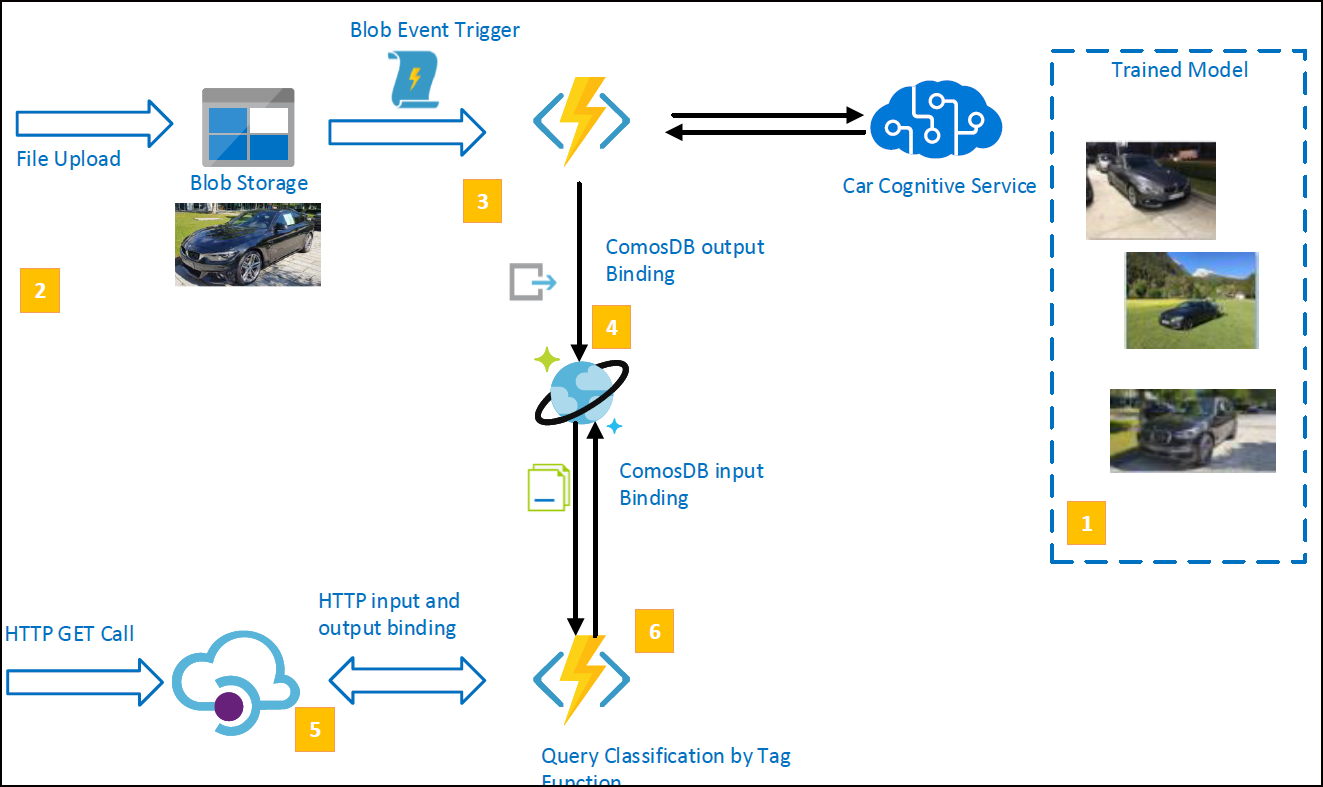 Blob Event Trigger
Trained Model
File Upload
Blob Storage
Car Cognitive Service
3
2
ComosDB output
Binding
4
ComosDB input
Binding
1
HTTP GET Call
HTTP input and
output binding
6
5
Query Classification by Tag
Function